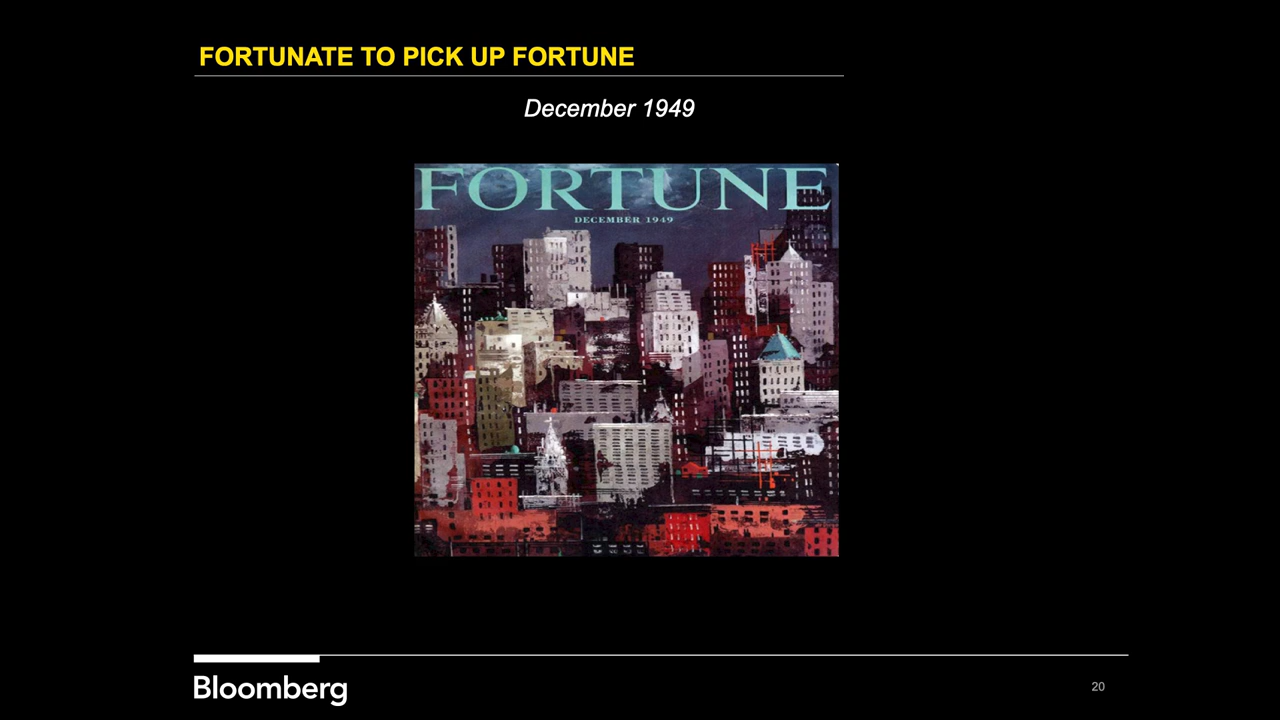 FORTUNATE TO PICK UP FORTUNE
December 1949
FORTUNE
DECEMBER 1949
Bloomberg
20